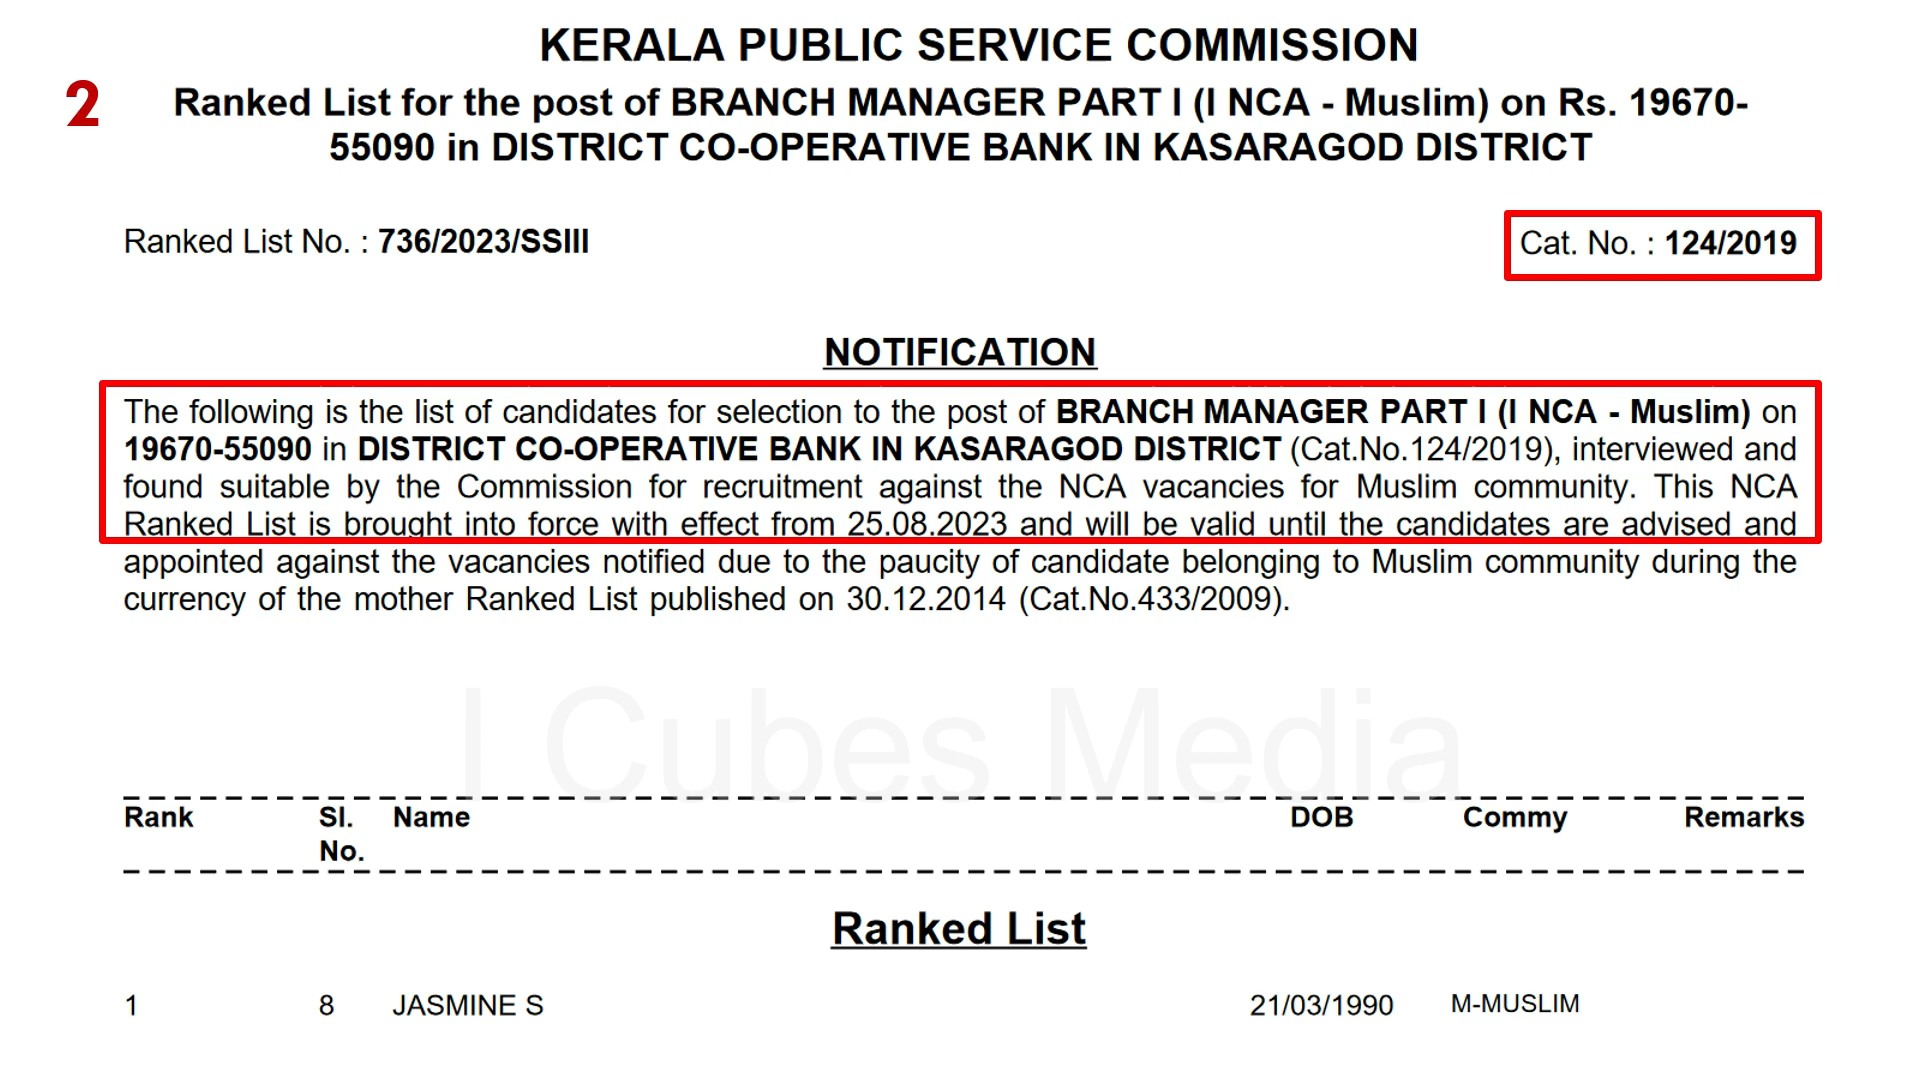 KERALA PUBLIC SERVICE COMMISSION
2
Ranked List for the post of BRANCH MANAGER PART I (I NCA - Muslim) on Rs. 19670-
55090 in DISTRICT CO-OPERATIVE BANK IN KASARAGOD DISTRICT
Ranked List No. : 736/2023/SSIII
Cat. No. : 124/2019
NOTIFICATION
The following is the list of candidates for selection to the post of BRANCH MANAGER PART I (I NCA - Muslim) on
19670-55090 in DISTRICT CO-OPERATIVE BANK IN KASARAGOD DISTRICT (Cat.No.124/2019), interviewed and
found suitable by the Commission for recruitment against the NCA vacancies for Muslim community. This NCA
Ranked List is brought into force with effect from 25.08.2023 and will be valid until the candidates are advised and
appointed against the vacancies notified due to the paucity of candidate belonging to Muslim community during the
currency of the mother Ranked List published on 30.12.2014 (Cat.No.433/2009).
I Cubes Media
Rank Sl. Name DOB Commy Remarks
No.
Ranked List
1 8 JASMINE S 21/03/1990 M-MUSLIM